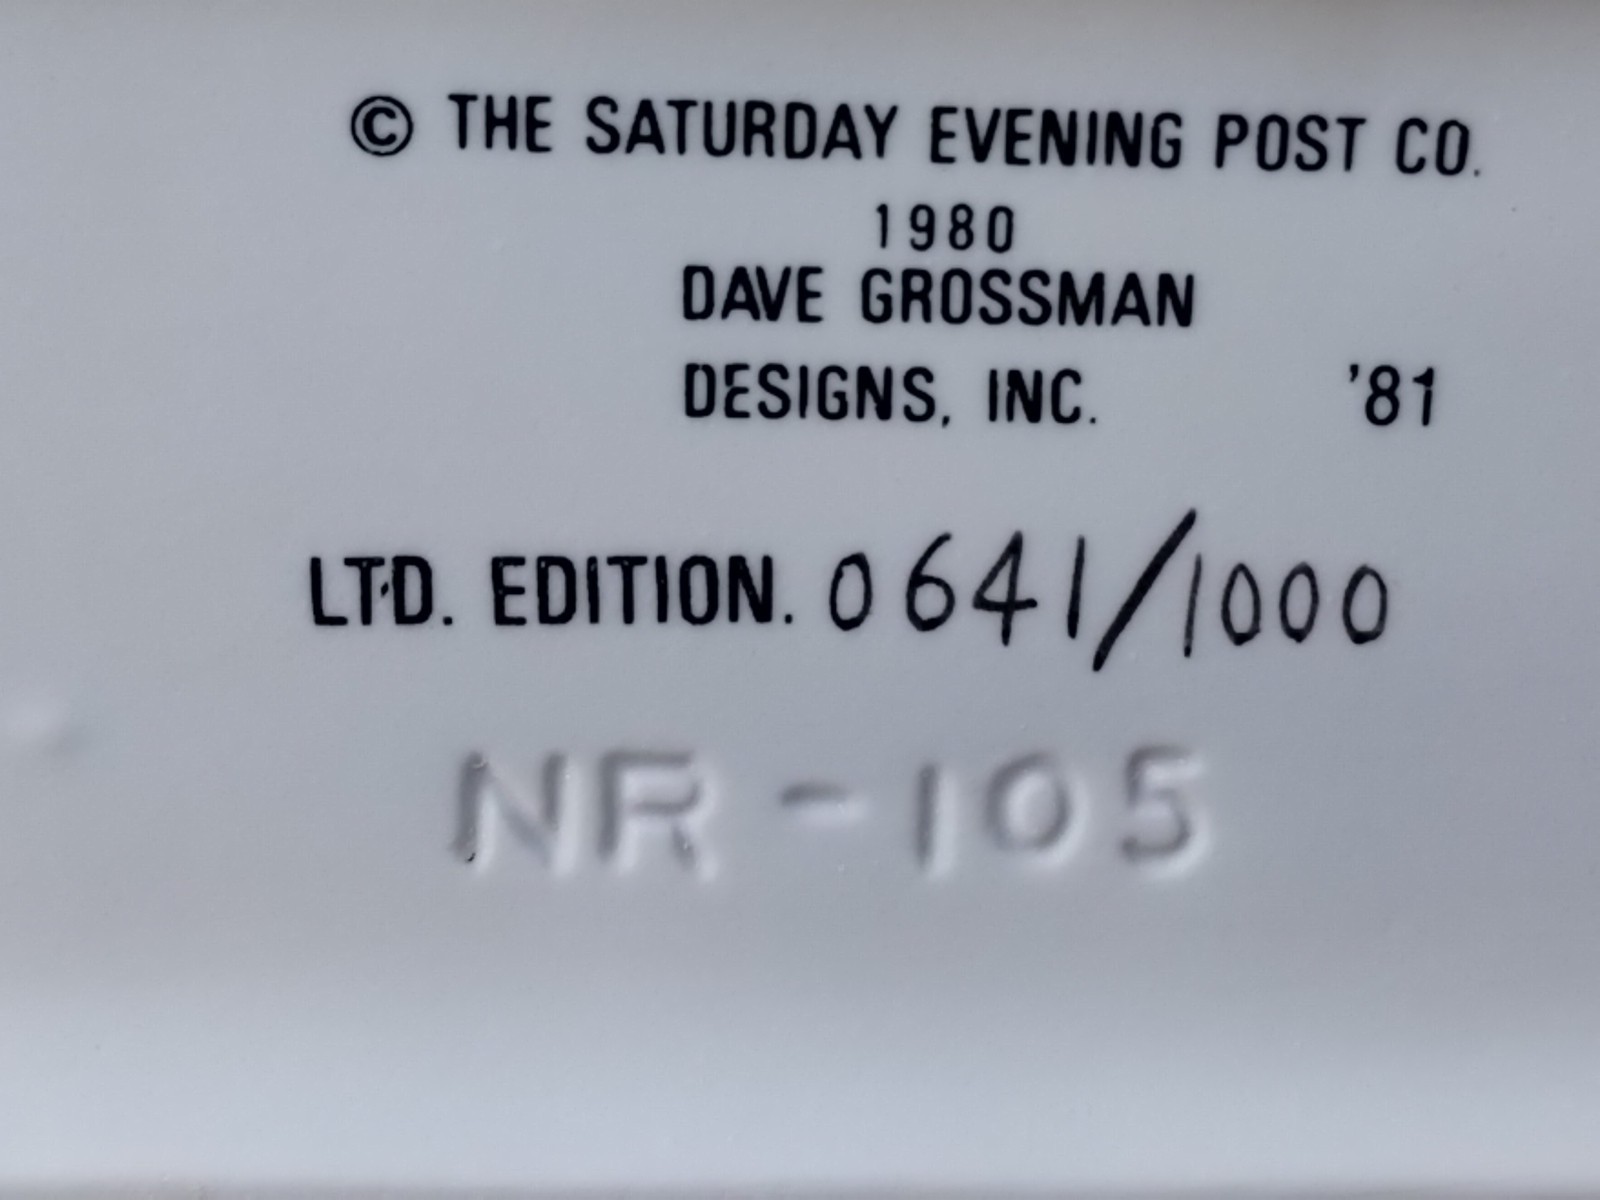 © THE SATURDAY EVENING POST CO.
1980
DAVE GROSSMAN
DESIGNS, INC. '81
LTD. EDITION. 0641/1000
NR-105